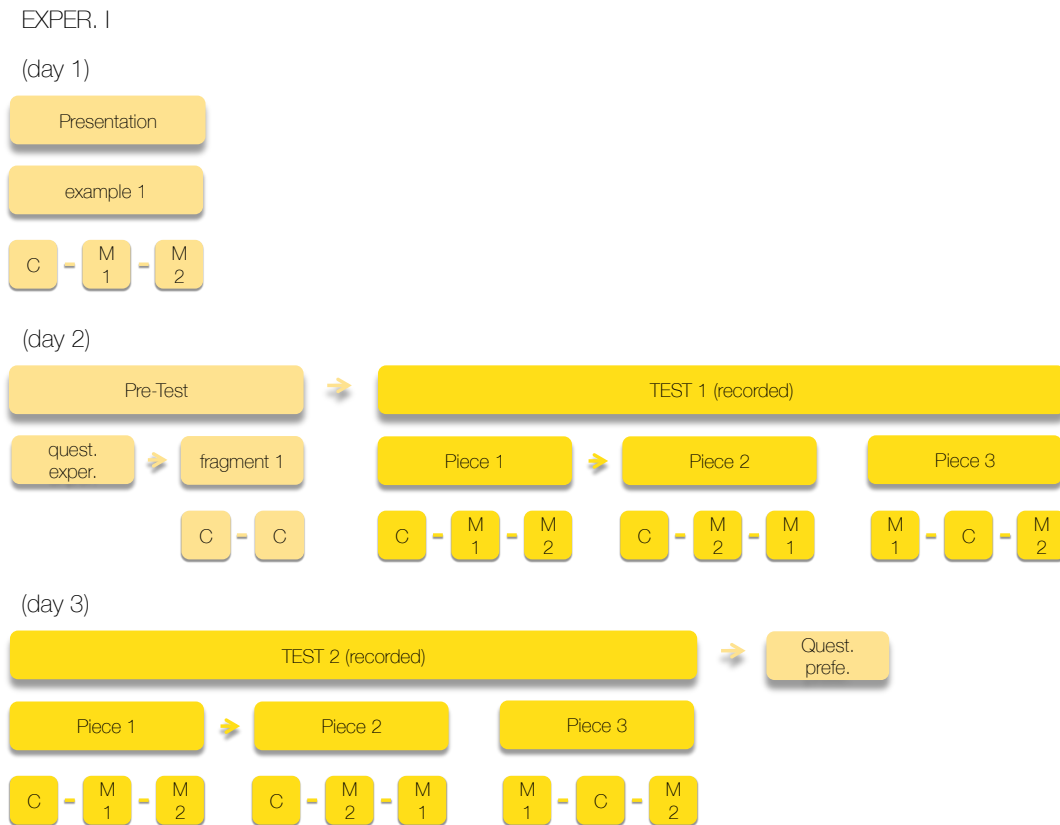 EXPER. I
(day 1)
Presentation
example 1
C - M 1 - M 2
(day 2)
Pre-Test
TEST 1 (recorded)
quest.
exper.
fragment 1
Piece 1
Piece 2
Piece 3
C - C
C - M 1 - M 2
C - M 2 - M 1
M 1 - C - M 2
(day 3)
TEST 2 (recorded)
Quest.
prefe.
Piece 1
Piece 2
Piece 3
C - M 1 - M 2
C - M 2 - M 1
M 1 - C - M 2